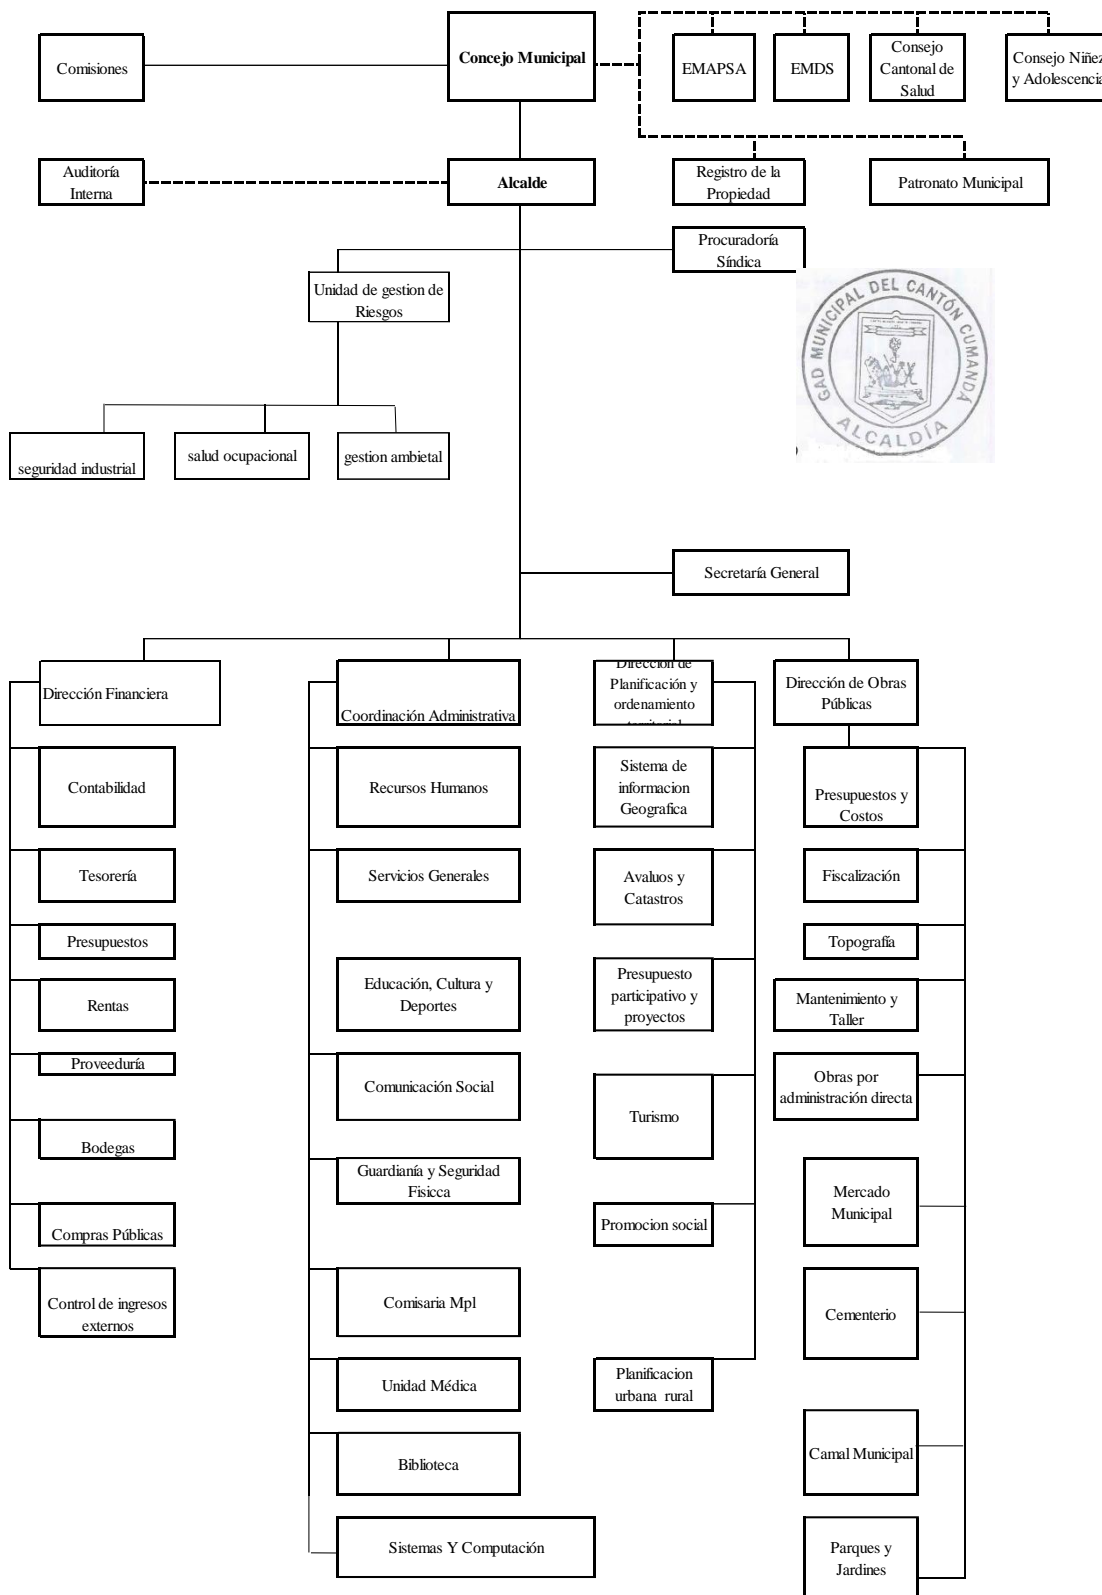 Concejo Municipal
Comisiones
EMAPSA
EMDS
Consejo
Cantonal de
Salud
Consejo Niñez
y Adolescencia
Auditoría
Interna
Alcalde
Registro de la
Propiedad
Patronato Municipal
Procuradoría
Síndica
Unidad de gestion de
Riesgos
GAD MUNICIPAL DEL CANTÓN CUMANDÁ
ALCALDÍA
seguridad industrial
salud ocupacional
gestion ambietal
Secretaría General
Dirección Financiera
Coordinación Administrativa
Dirección de
Planificación y
ordenamiento
territorial
Dirección de Obras
Públicas
Contabilidad
Recursos Humanos
Sistema de
informacion
Geografica
Presupuestos y
Costos
Tesorería
Servicios Generales
Avaluos y
Catastros
Fiscalización
Presupuestos
Topografía
Educación, Cultura y
Deportes
Presupuesto
participativo y
proyectos
Rentas
Mantenimiento y
Taller
Proveeduría
Comunicación Social
Turismo
Obras por
administración directa
Bodegas
Guardianía y Seguridad
Fisicca
Mercado
Municipal
Compras Públicas
Promocion social
Control de ingresos
externos
Comisaria Mpl
Cementerio
Unidad Médica
Planificacion
urbana rural
Biblioteca
Camal Municipal
Sistemas Y Computación
Parques y
Jardines